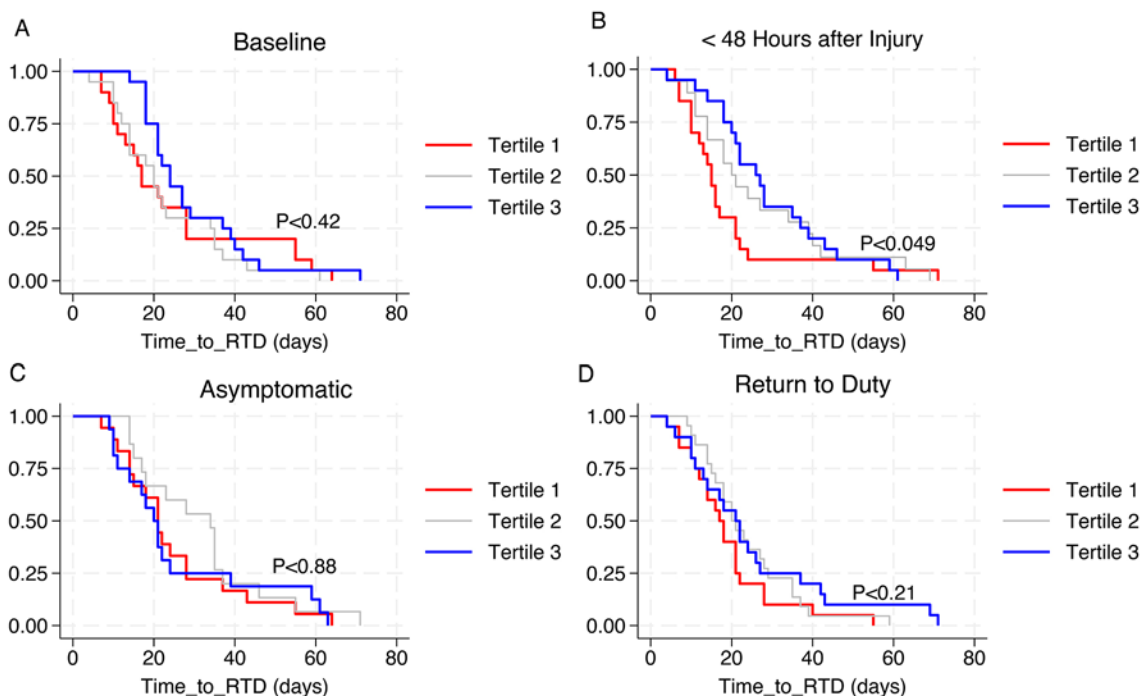 A
Baseline
1.00
0.75
0.50
0.25
0.00
P<0.42
0
20
40
60
80
Time_to_RTD (days)
Tertile 1
Tertile 2
Tertile 3
B
< 48 Hours after Injury
1.00
0.75
0.50
0.25
0.00
P<0.049
0
20
40
60
80
Time_to_RTD (days)
Tertile 1
Tertile 2
Tertile 3
C
Asymptomatic
1.00
0.75
0.50
0.25
0.00
P<0.88
0
20
40
60
80
Time_to_RTD (days)
Tertile 1
Tertile 2
Tertile 3
D
Return to Duty
1.00
0.75
0.50
0.25
0.00
P<0.21
0
20
40
60
80
Time_to_RTD (days)
Tertile 1
Tertile 2
Tertile 3